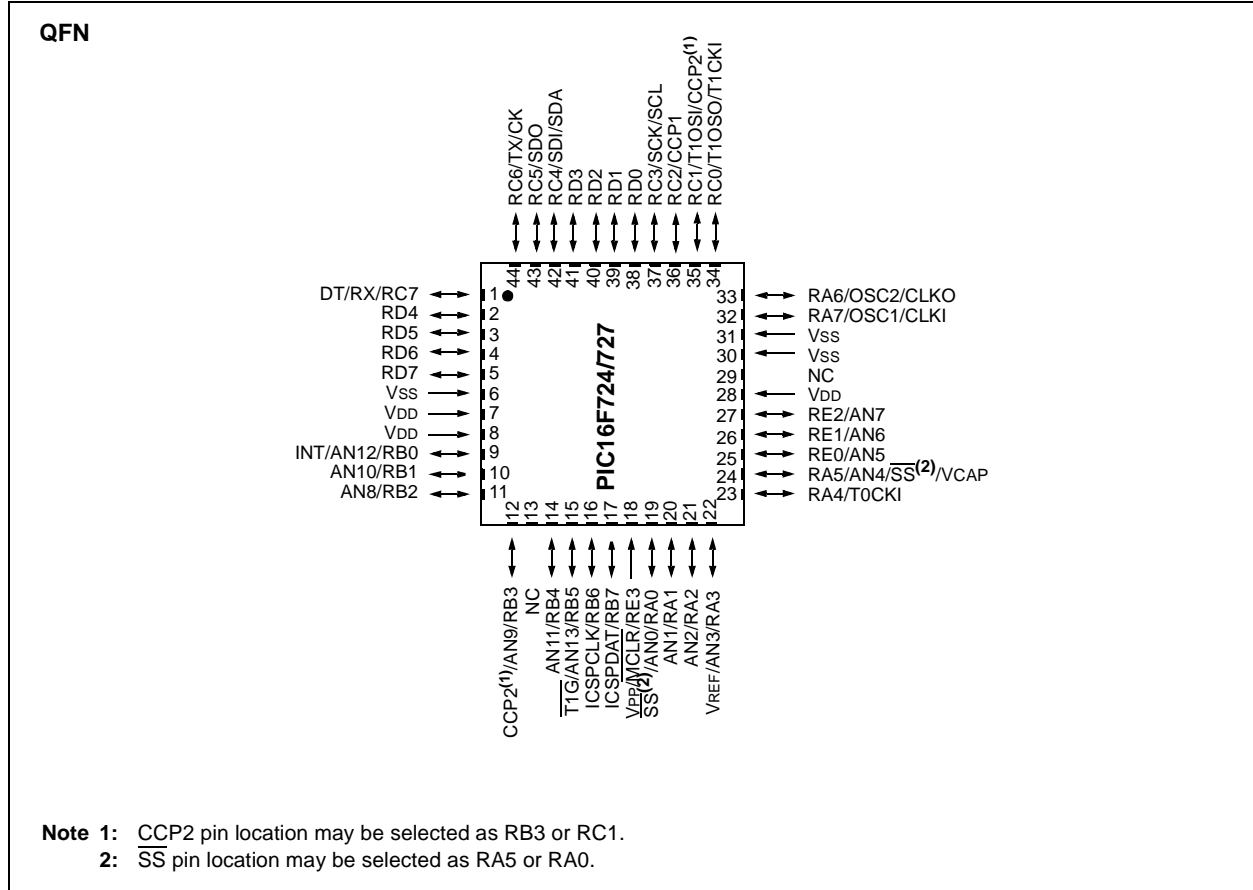 QFN
RC6/TX/CK
RC5/SDO
RC4/SDI/SDA
RD3
RD2
RD1
RD0
RC3/SCK/SCL
RC2/CCP1
RC1/T1OSI/CCP2(1)
RC0/T1OSO/T1CKI
44
43
42
41
40
39
38
37
36
35
34
DT/RX/RC7
RD4
RD5
RD6
RD7
VSS
VDD
VDD
INT/AN12/RB0
AN10/RB1
AN8/RB2
1
2
3
4
5
6
7
8
9
10
11
PIC16F724/727
33
32
31
30
29
28
27
26
25
24
23
RA6/OSC2/CLKO
RA7/OSC1/CLKI
VSS
VSS
NC
VDD
RE2/AN7
RE1/AN6
RE0/AN5
RA5/AN4/SS(2)/VCAP
RA4/T0CKI
12
13
14
15
16
17
18
19
20
21
22
CCP2(1)/AN9/RB3
NC
AN11/RB4
T1G/AN13/RB5
ICSPCLK/RB6
ICSPDAT/RB7
VPP/MCLR/RE3
SS(2)/AN0/RA0
AN1/RA1
AN2/RA2
VREF/AN3/RA3
Note 1: CCP2 pin location may be selected as RB3 or RC1.
2: SS pin location may be selected as RA5 or RA0.